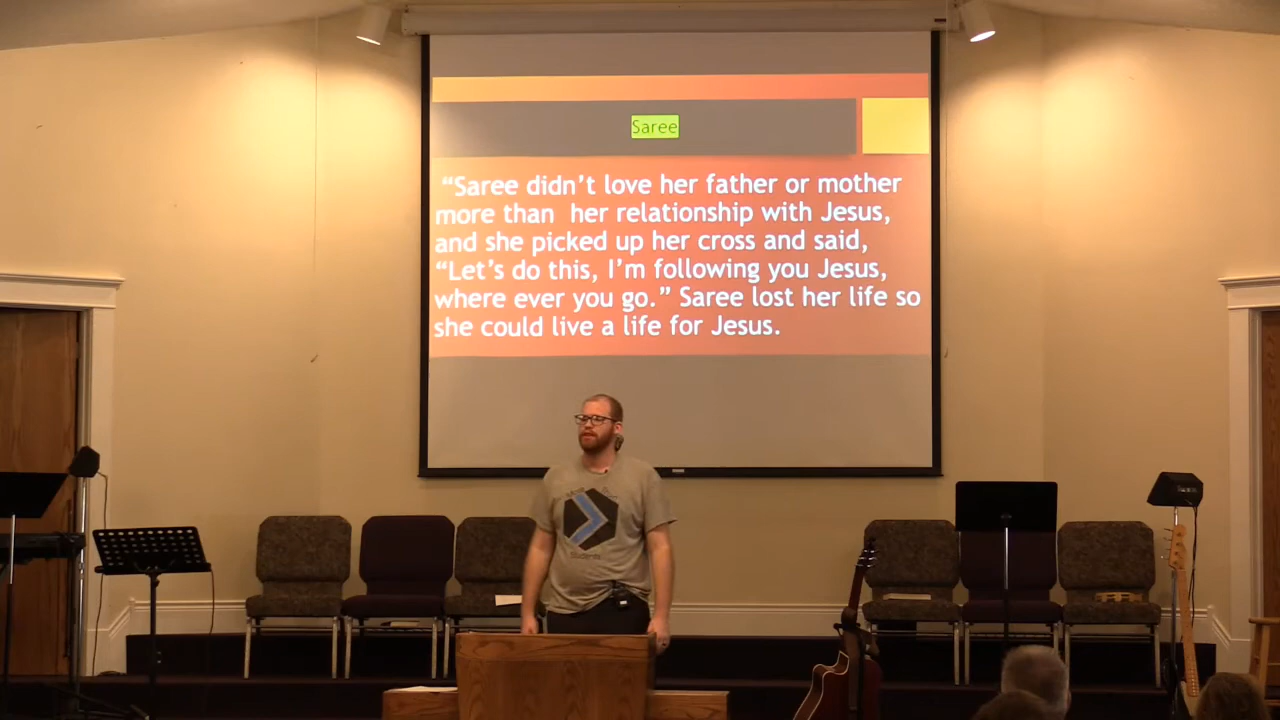 Saree
“Saree didn’t love her father or mother
more than her relationship with Jesus,
and she picked up her cross and said,
“Let’s do this, I’m following you Jesus,
where ever you go.” Saree lost her life so
she could live a life for Jesus.